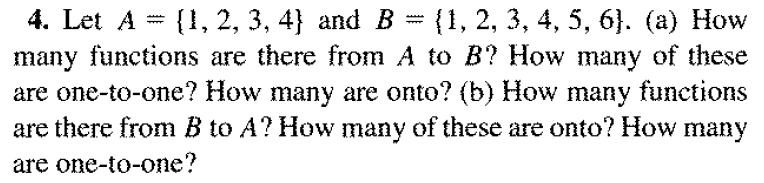 4. Let A = {1, 2, 3, 4} and B = {1, 2, 3, 4, 5, 6}. (a) How
many functions are there from A to B? How many of these
are one-to-one? How many are onto? (b) How many functions
are there from B to A? How many of these are onto? How many
are one-to-one?